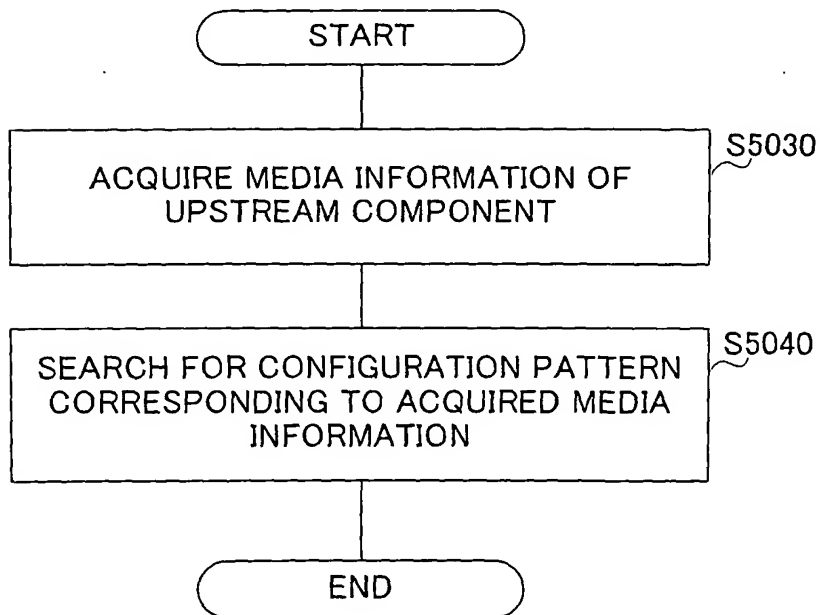 START
S5030
ACQUIRE MEDIA INFORMATION OF
UPSTREAM COMPONENT
S5040
SEARCH FOR CONFIGURATION PATTERN
CORRESPONDING TO ACQUIRED MEDIA
INFORMATION
END